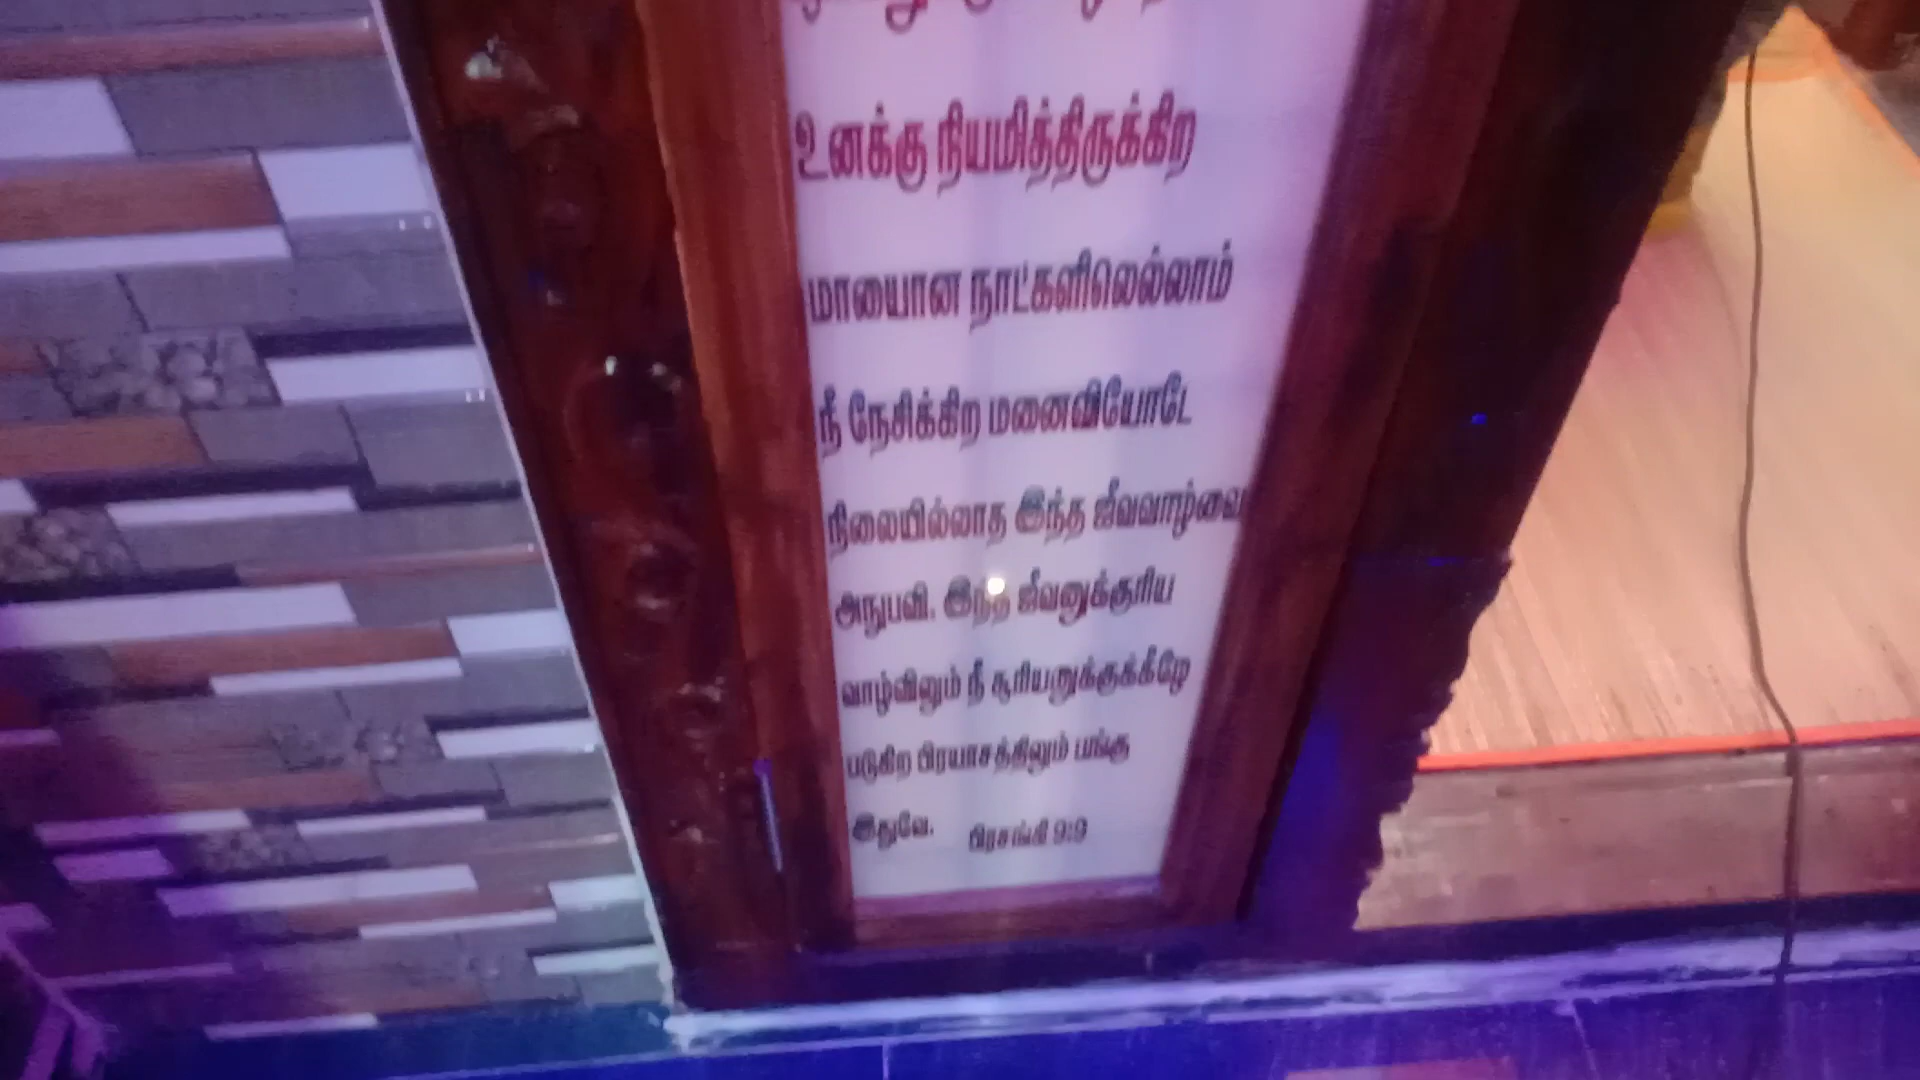 உனக்கு நியமித்திருக்கிற
மாயையான நாட்களிலெல்லாம்
நீ நேசிக்கிற மனைவியோடே
நிலையில்லாத இந்த ஜீவவாழ்வை
அநுபவி. இந்த ஜீவனுக்குரிய
வாழ்விலும் நீ சூரியனுக்குக்கீழே
படுகிற பிரயாசத்திலும் பங்கு
இதுவே. பிரசங்கி 9:9